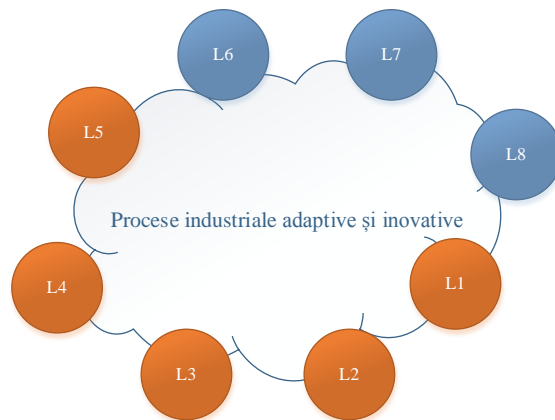 L6
L7
L5
L8
Procese industriale adaptive și inovative
L4
L1
L3
L2